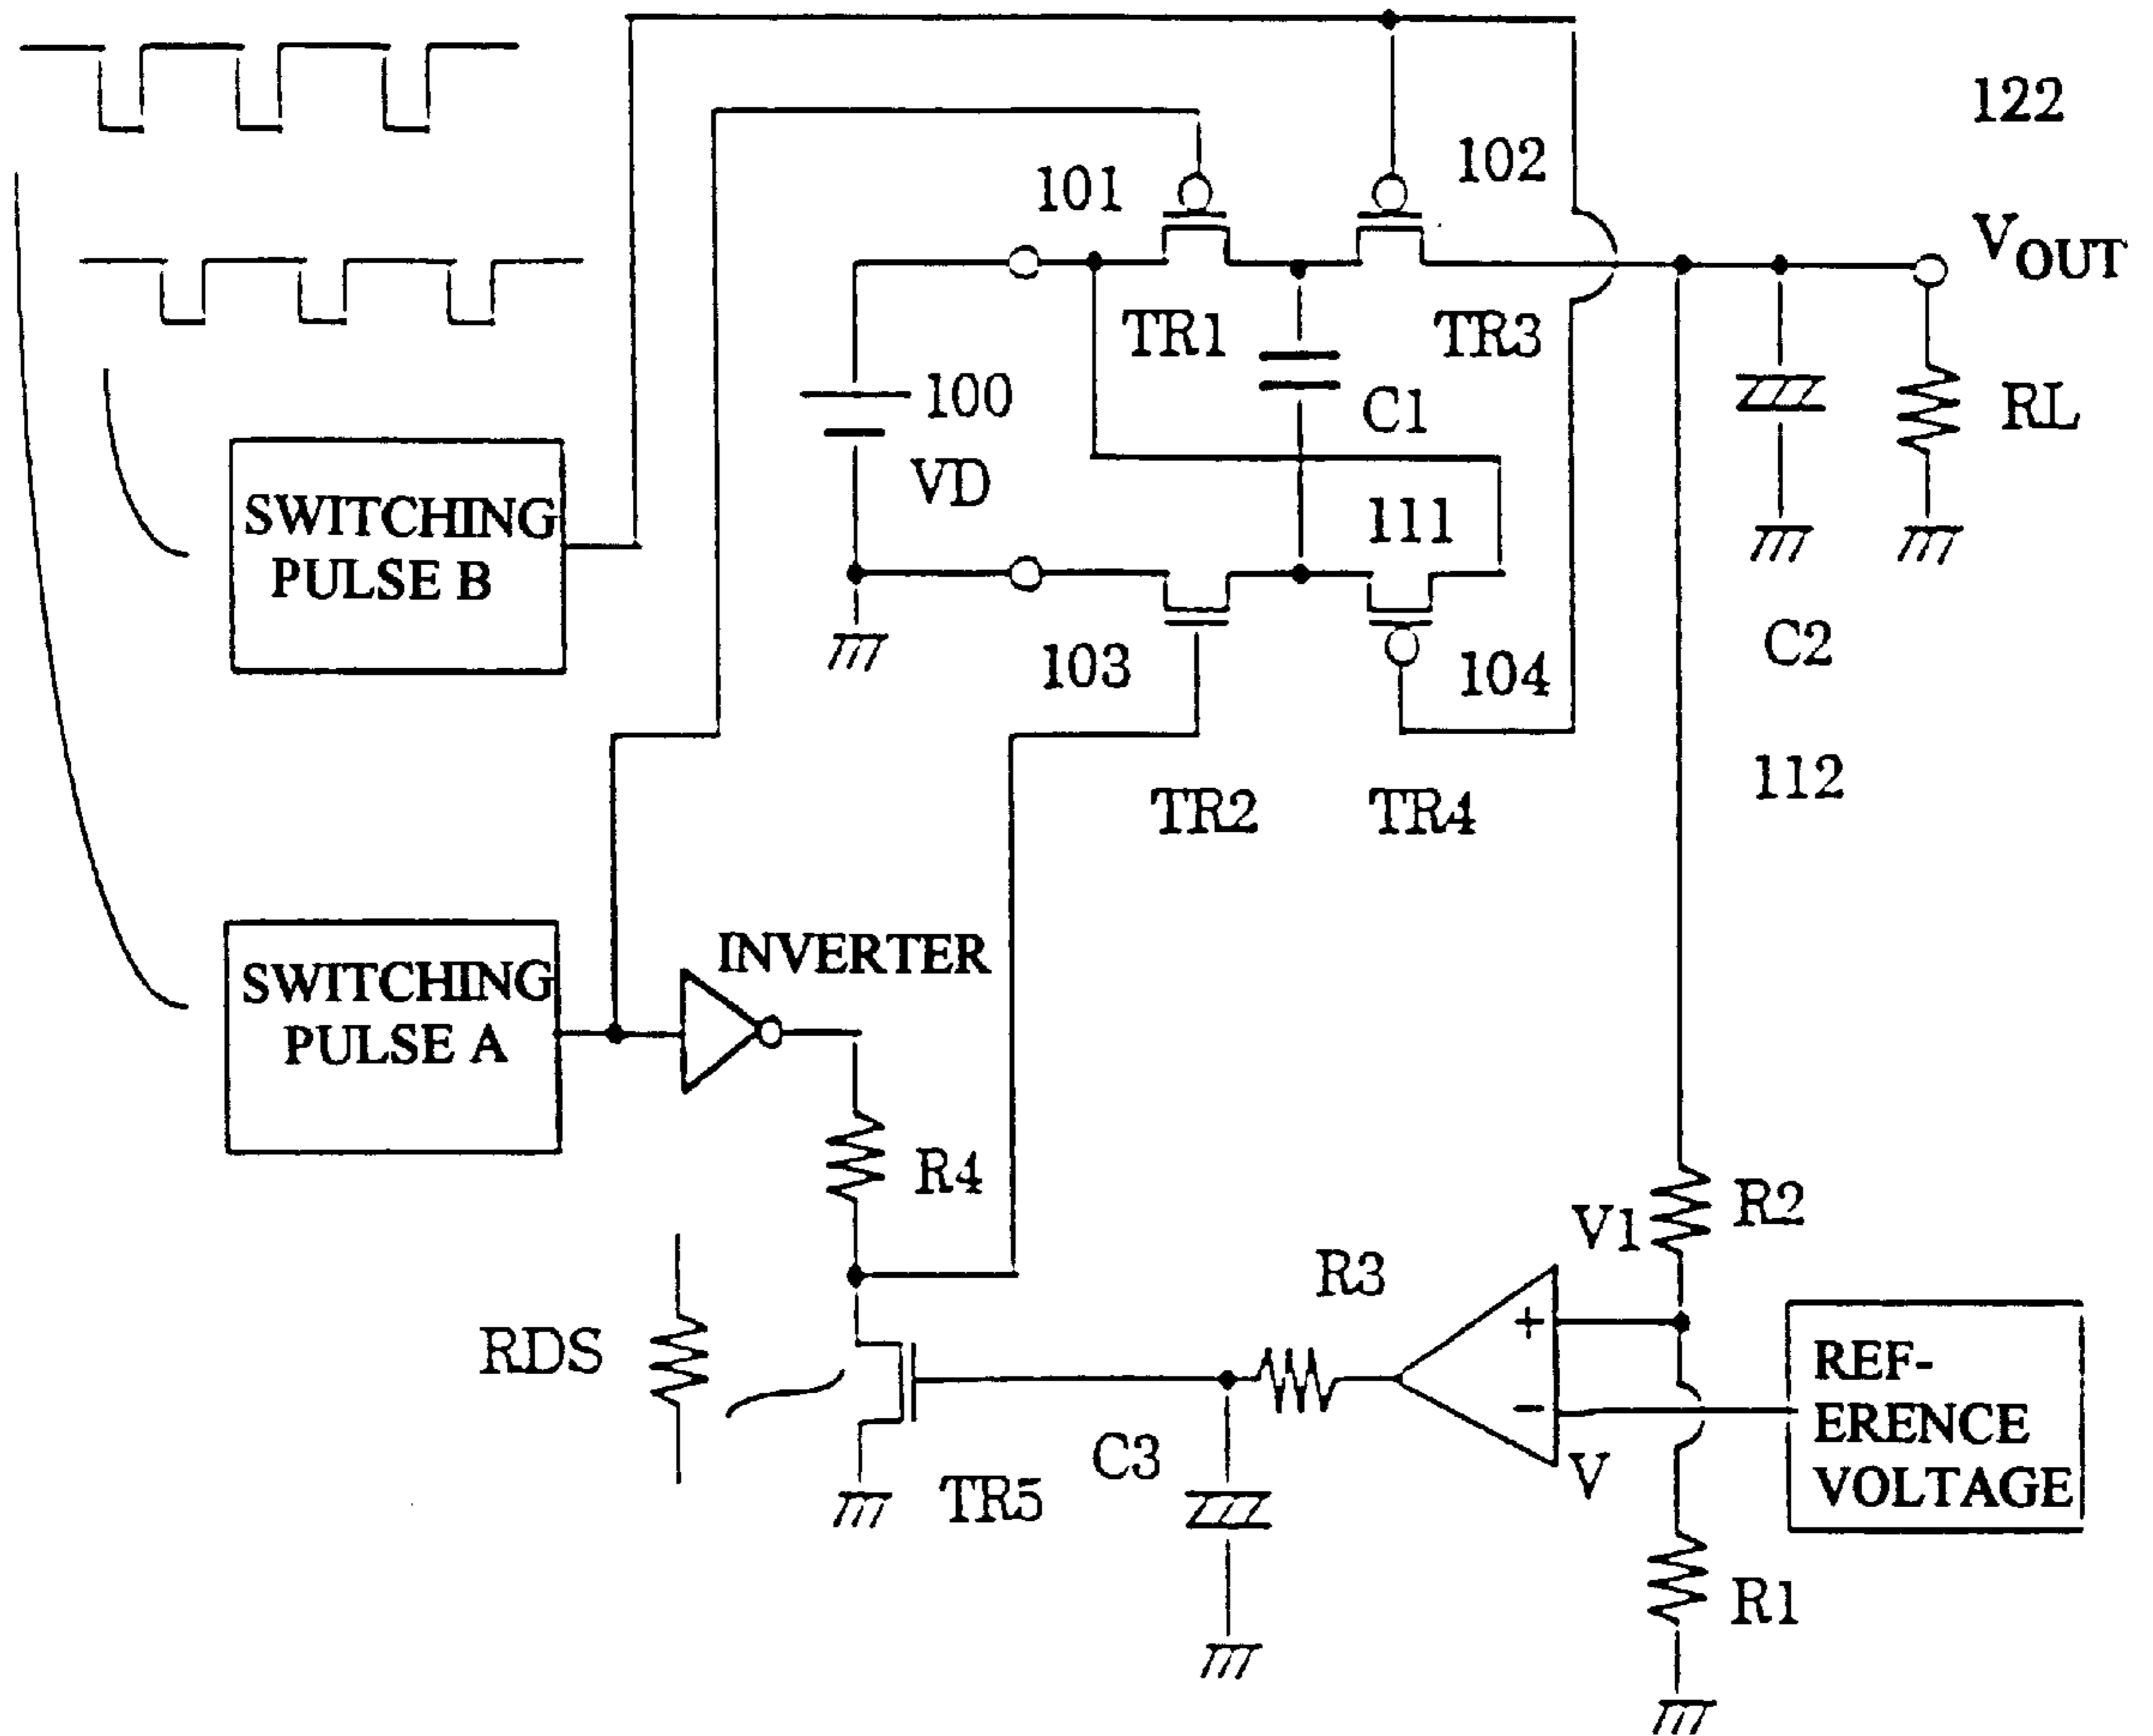 122
102
101
VOUT
TR1
TR3
100
C1
RL
VD
111
SWITCHING
PULSE B
103
104
C2
112
TR2
TR4
INVERTER
SWITCHING
PULSE A
R4
R2
V1
R3
+
RDS
REF-
ERENCE
VOLTAGE
−
C3
V
TR5
R1